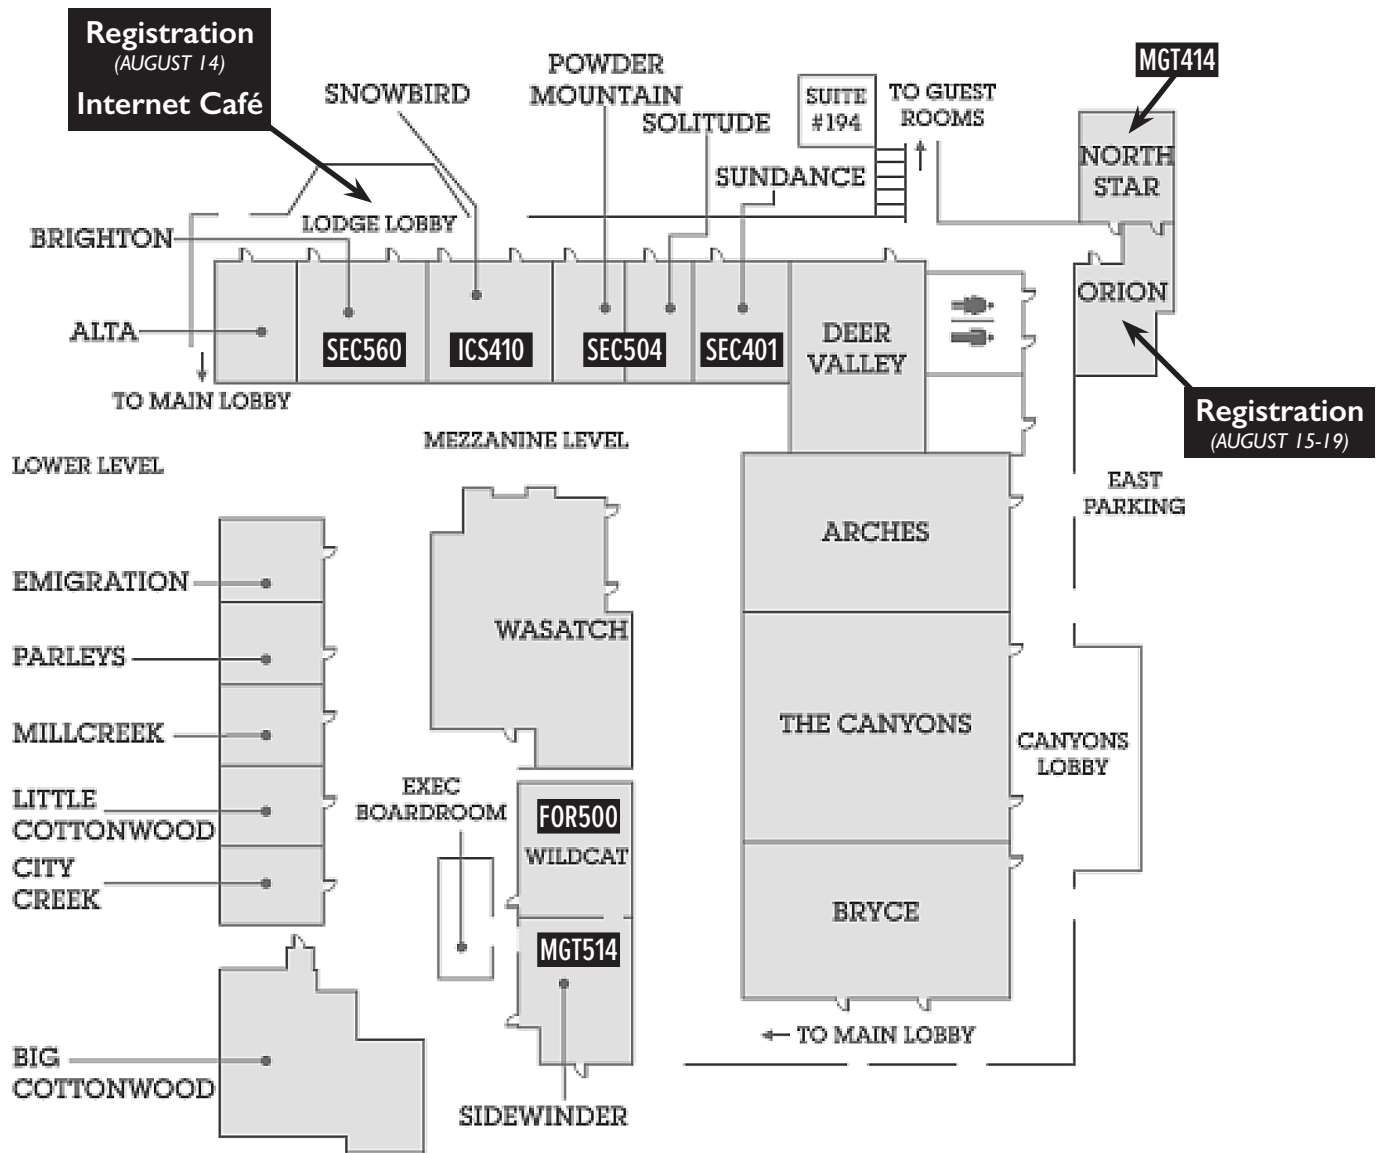 Registration
(AUGUST 14)
Internet Café
SNOWBIRD
POWDER
MOUNTAIN
SOLITUDE
SUNDANCE
SUITE
#194
TO GUEST
ROOMS
MGT414
NORTH
STAR
LODGE LOBBY
BRIGHTON
ALTA
SEC560
ICS410
SEC504
SEC401
DEER
VALLEY
ORION
TO MAIN LOBBY
Registration
(AUGUST 15-19)
MEZZANINE LEVEL
LOWER LEVEL
EAST
PARKING
ARCHES
EMIGRATION
WASATCH
PARLEYS
MILLCREEK
THE CANYONS
CANYONS
LOBBY
LITTLE
COTTONWOOD
EXEC
BOARDROOM
FOR500
WILDCAT
CITY
CREEK
BRYCE
MGT514
TO MAIN LOBBY
BIG
COTTONWOOD
SIDEWINDER